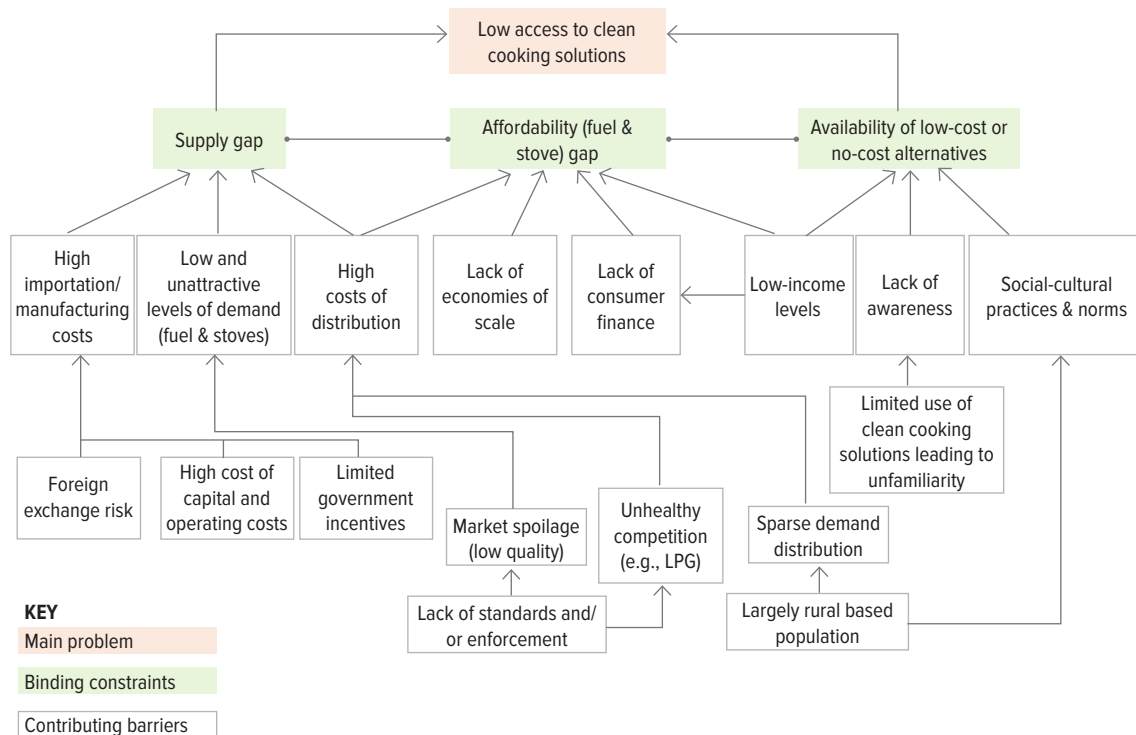 Low access to clean
cooking solutions
Supply gap
Affordability (fuel &
stove) gap
Availability of low-cost or
no-cost alternatives
High
importation/
manufacturing
costs
Low and
unattractive
levels of demand
(fuel & stoves)
High
costs of
distribution
Lack of
economies of
scale
Lack of
consumer
finance
Low-income
levels
Lack of
awareness
Social-cultural
practices & norms
Limited use of
clean cooking
solutions leading to
unfamiliarity
Foreign
exchange risk
High cost of
capital and
operating costs
Limited
government
incentives
Market spoilage
(low quality)
Unhealthy
competition
(e.g., LPG)
Sparse demand
distribution
Lack of standards and/
or enforcement
Largely rural based
population
KEY
Main problem
Binding constraints
Contributing barriers